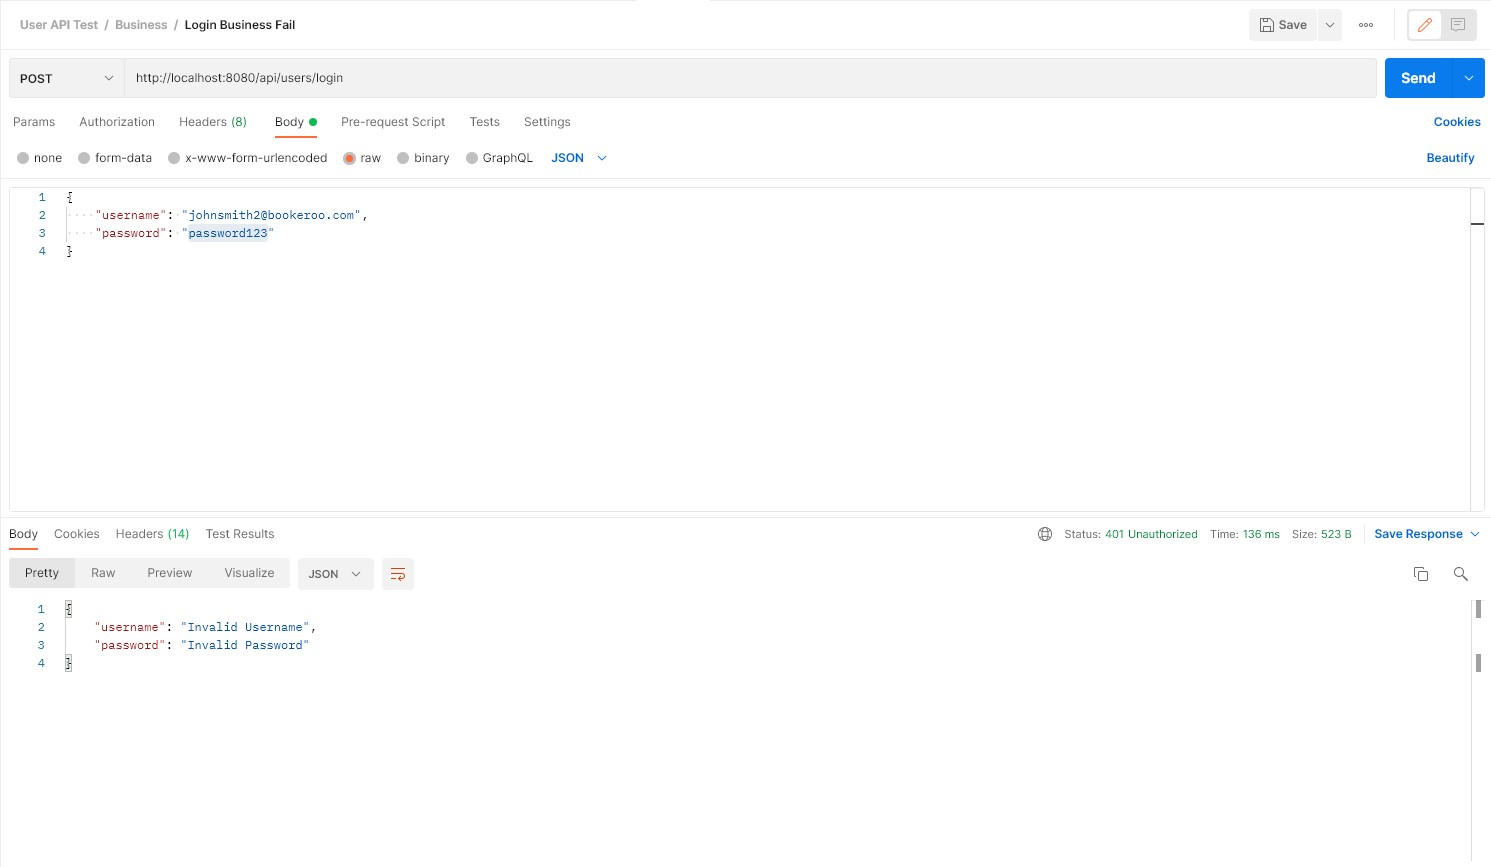 User API Test / Business / Login Business Fail
Save
POST http://localhost:8080/api/users/login Send
Params Authorization Headers (8) Body Pre-request Script Tests Settings Cookies
none form-data x-www-form-urlencoded raw binary GraphQL JSON Beautify
1 {
2 "username": "johnsmith2@bookeroo.com",
3 "password": "password123"
4 }
Body Cookies Headers (14) Test Results Status: 401 Unauthorized Time: 136 ms Size: 523 B Save Response
Pretty Raw Preview Visualize JSON
1 {
2 "username": "Invalid Username",
3 "password": "Invalid Password"
4 }